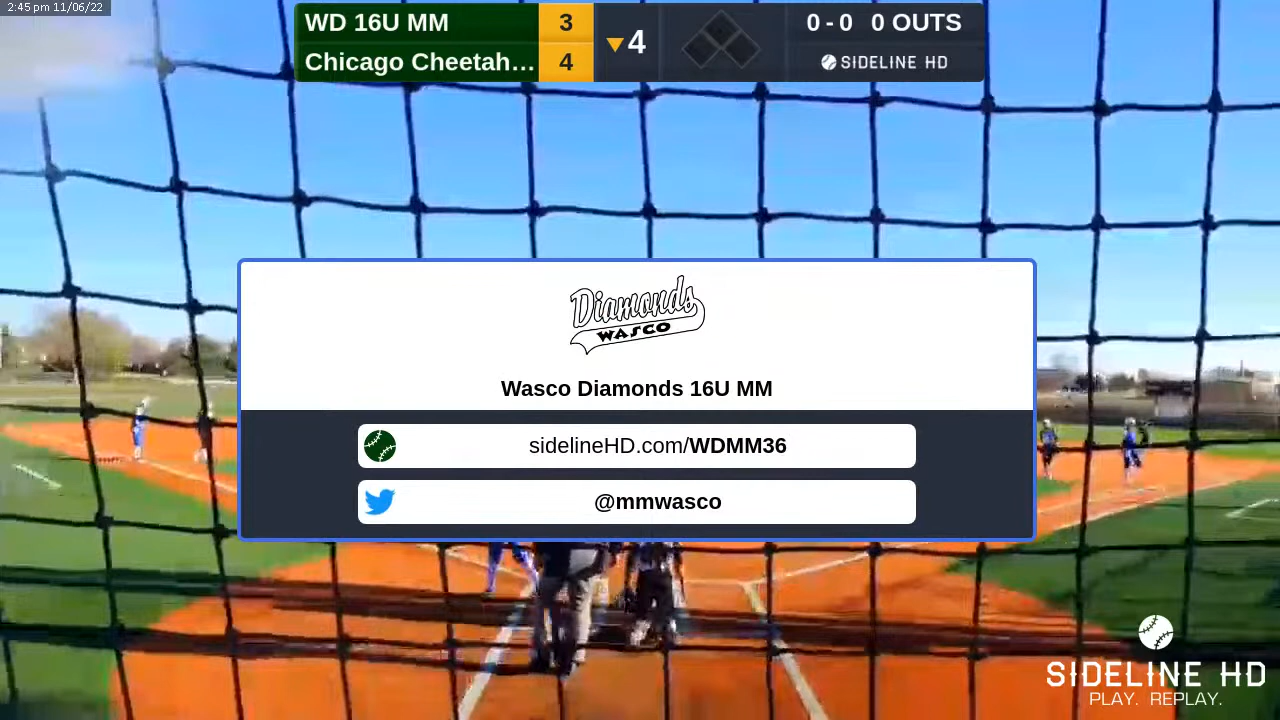 2:45 pm 11/06/22
WD 16U MM 3
Chicago Cheetah... 4
▼4
0 - 0 0 OUTS
SIDELINE HD
Diamonds
WASCO
Wasco Diamonds 16U MM
sidelineHD.com/WDMM36
@mmwasco
SIDELINE HD
PLAY. REPLAY.